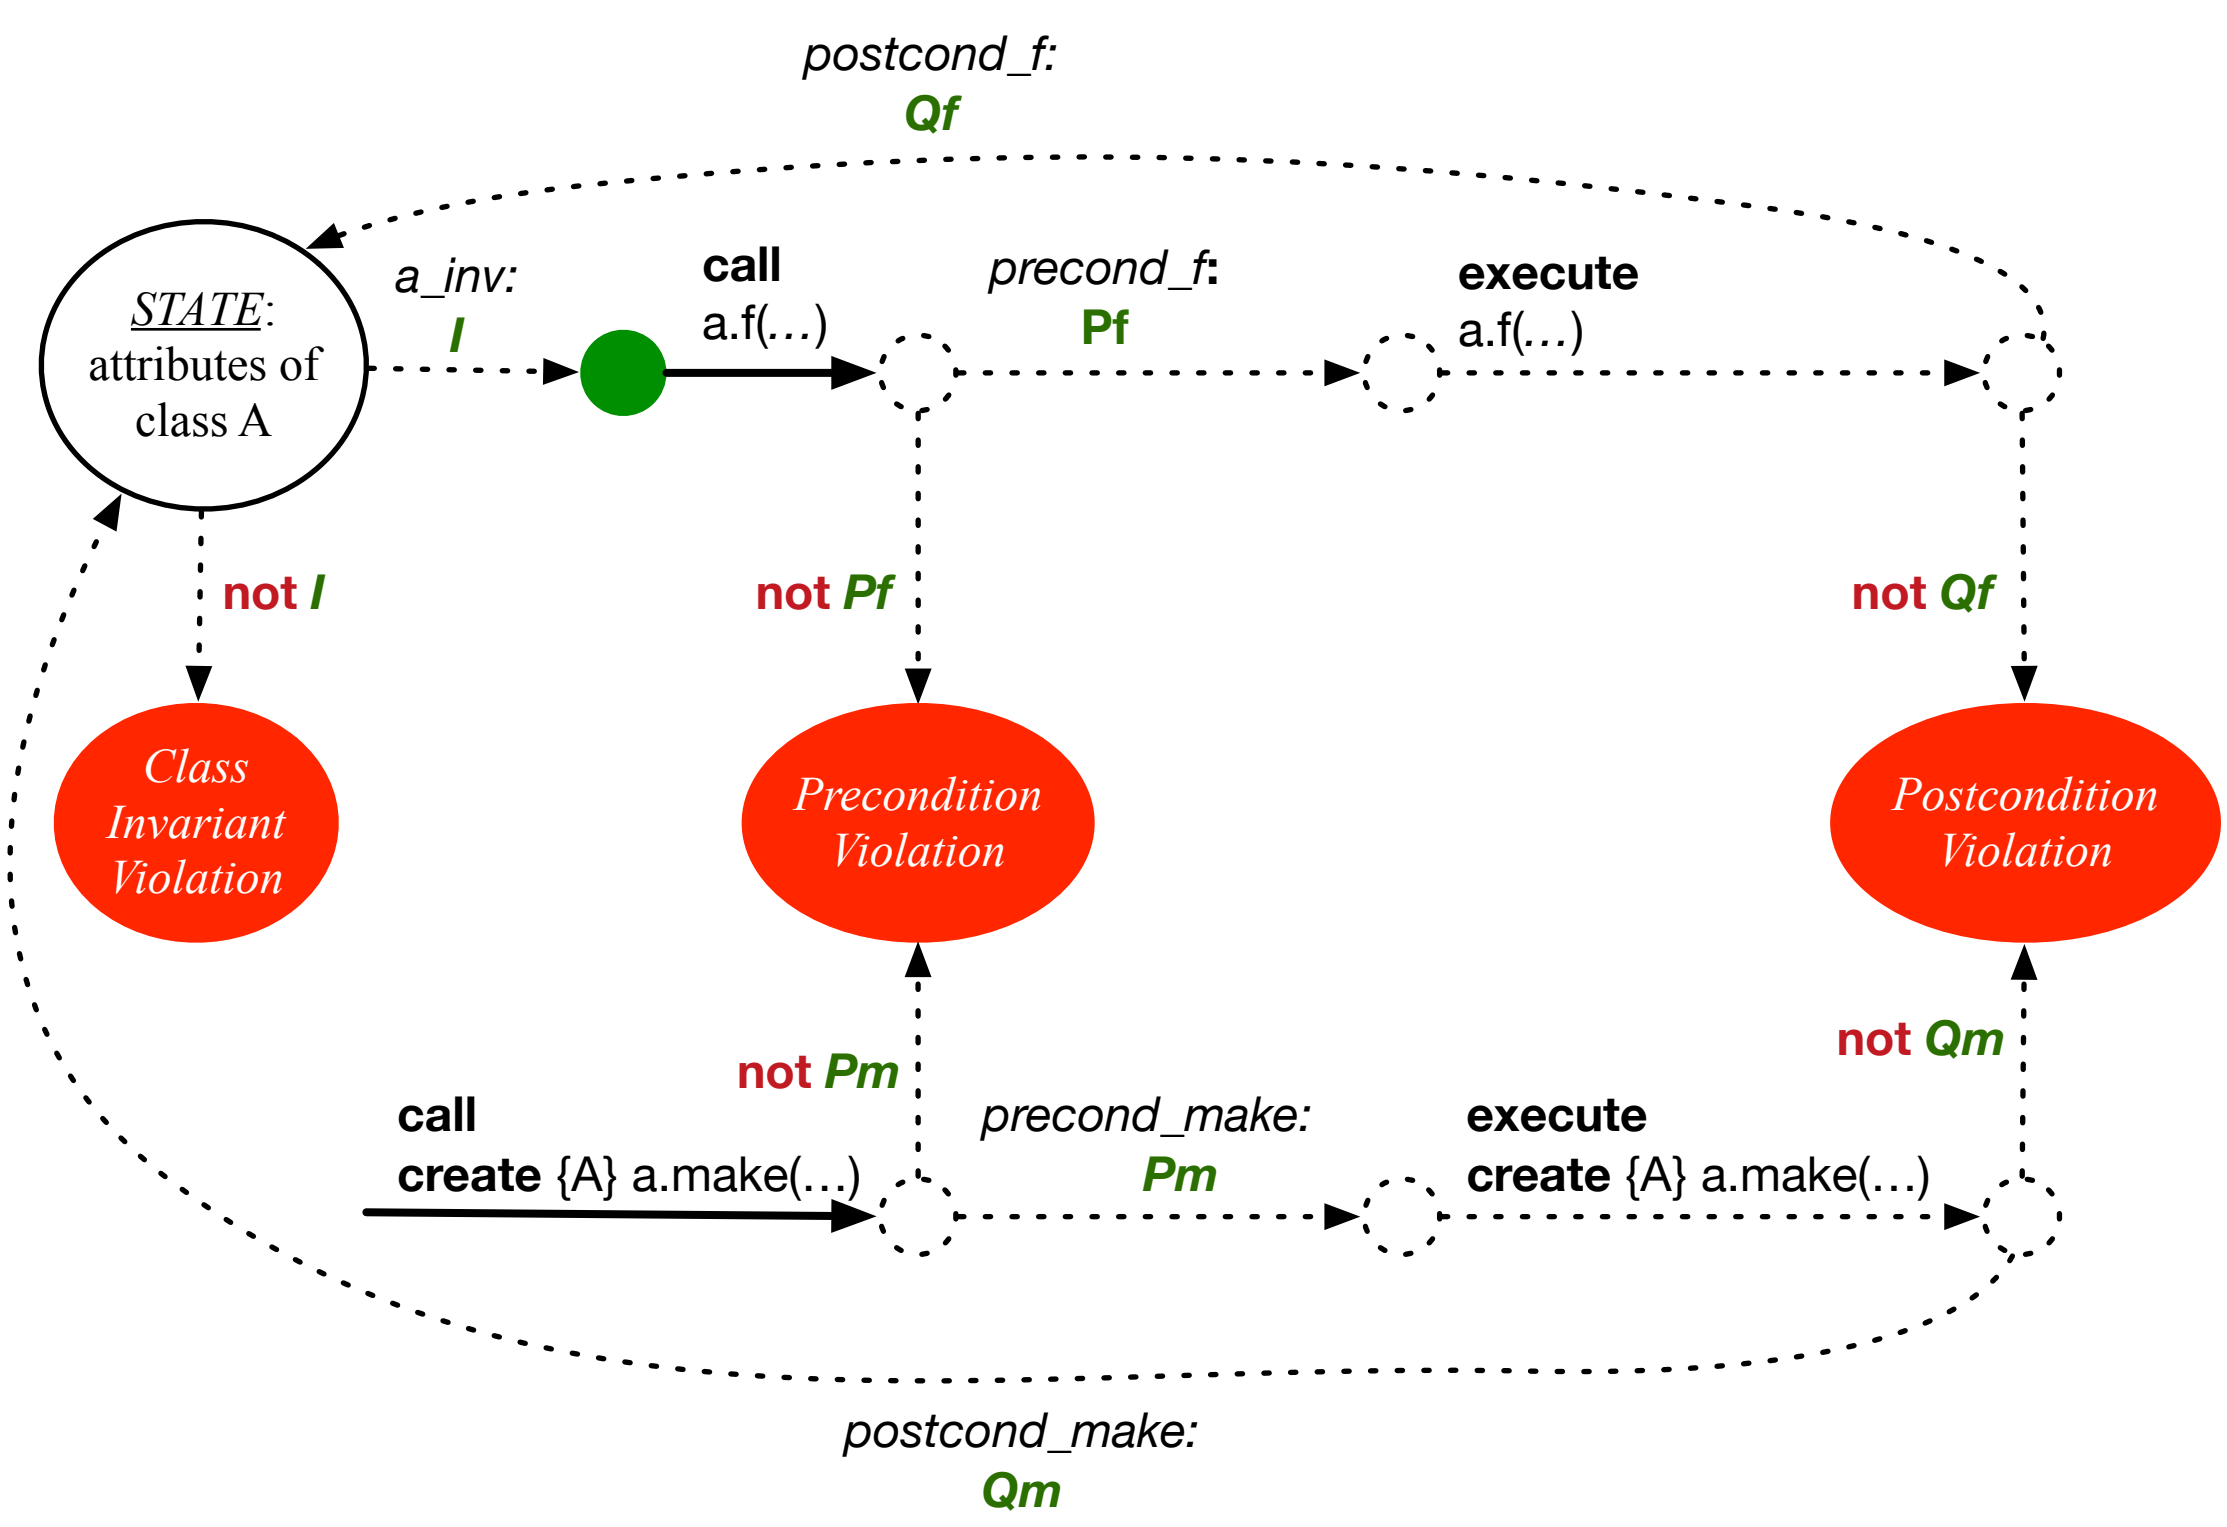 postcond_f:
Qf
STATE:
attributes of
class A
a_inv:
I
call
a.f(...)
precond_f:
Pf
execute
a.f(...)
not I
not Pf
not Qf
Class
Invariant
Violation
Precondition
Violation
Postcondition
Violation
not Pm
not Qm
call
create {A} a.make(...)
precond_make:
Pm
execute
create {A} a.make(...)
postcond_make:
Qm